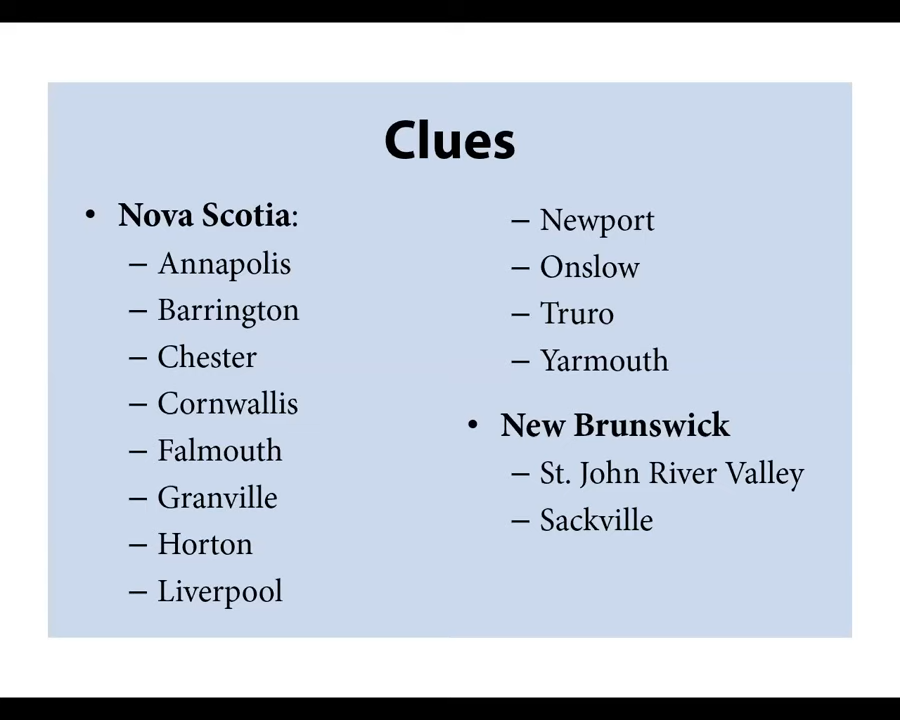 Clues
• Nova Scotia:
– Annapolis
– Barrington
– Chester
– Cornwallis
– Falmouth
– Granville
– Horton
– Liverpool
– Newport
– Onslow
– Truro
– Yarmouth
• New Brunswick
– St. John River Valley
– Sackville